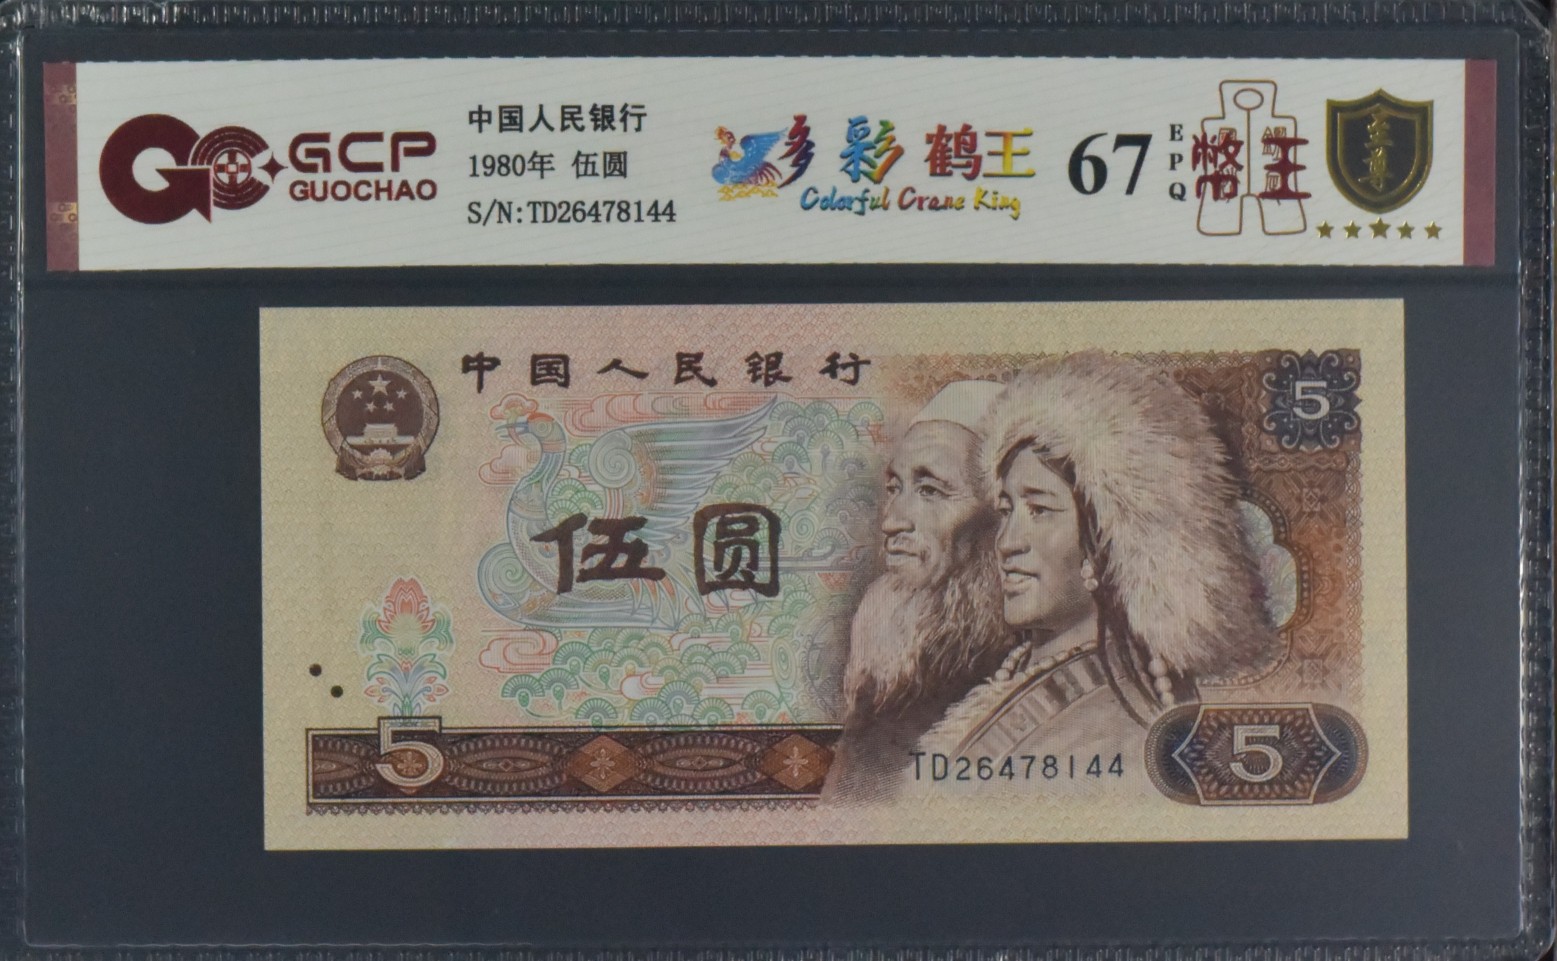 GCP
GUOCHAO
中国人民银行
1980年 伍圆
S/N:TD26478144
多彩鹤王
Colorful Crane King
67
EPQ
幣王
至尊
中国人民银行
5
伍圆
5
TD26478144
5